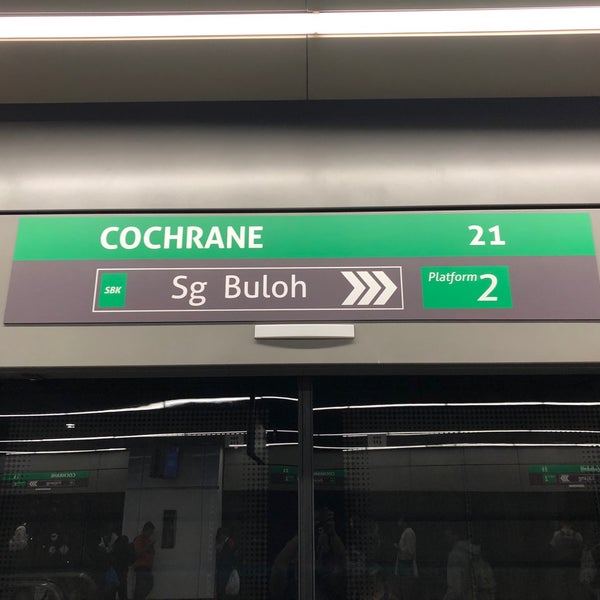 COCHRANE 21
SBK Sg Buloh Platform 2